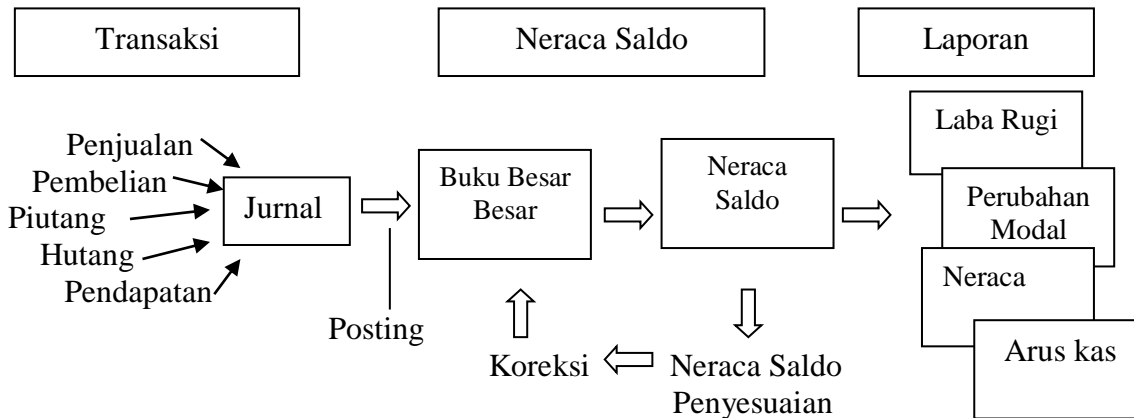 Transaksi
Neraca Saldo
Laporan
Penjualan
Pembelian
Piutang
Hutang
Pendapatan
Jurnal
Posting
Buku Besar
Besar
Neraca
Saldo
Koreksi
Neraca Saldo
Penyesuaian
Laba Rugi
Perubahan
Modal
Neraca
Arus kas